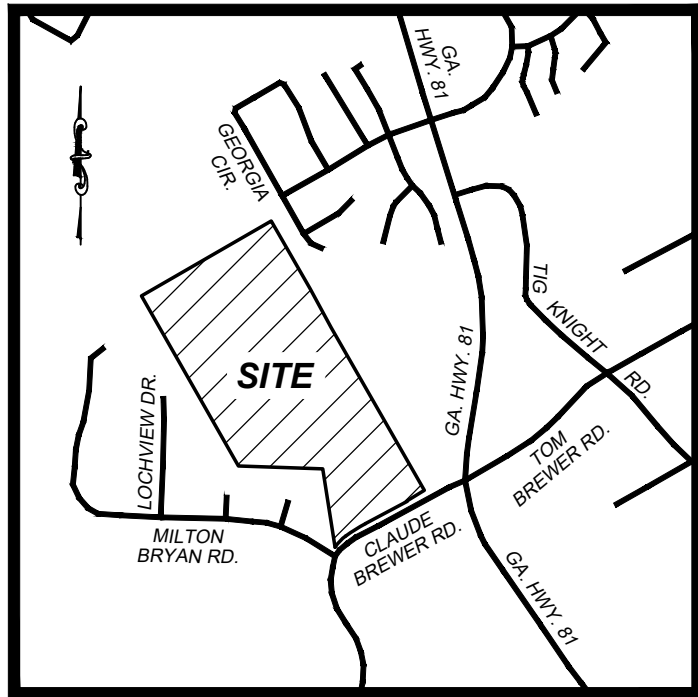 GA.
HWY. 81
GEORGIA
CIR.
TIG
KNIGHT
RD.
SITE
GA. HWY. 81
LOCHVIEW DR.
TOM
BREWER RD.
CLAUDE
BREWER RD.
MILTON
BRYAN RD.
GA. HWY. 81